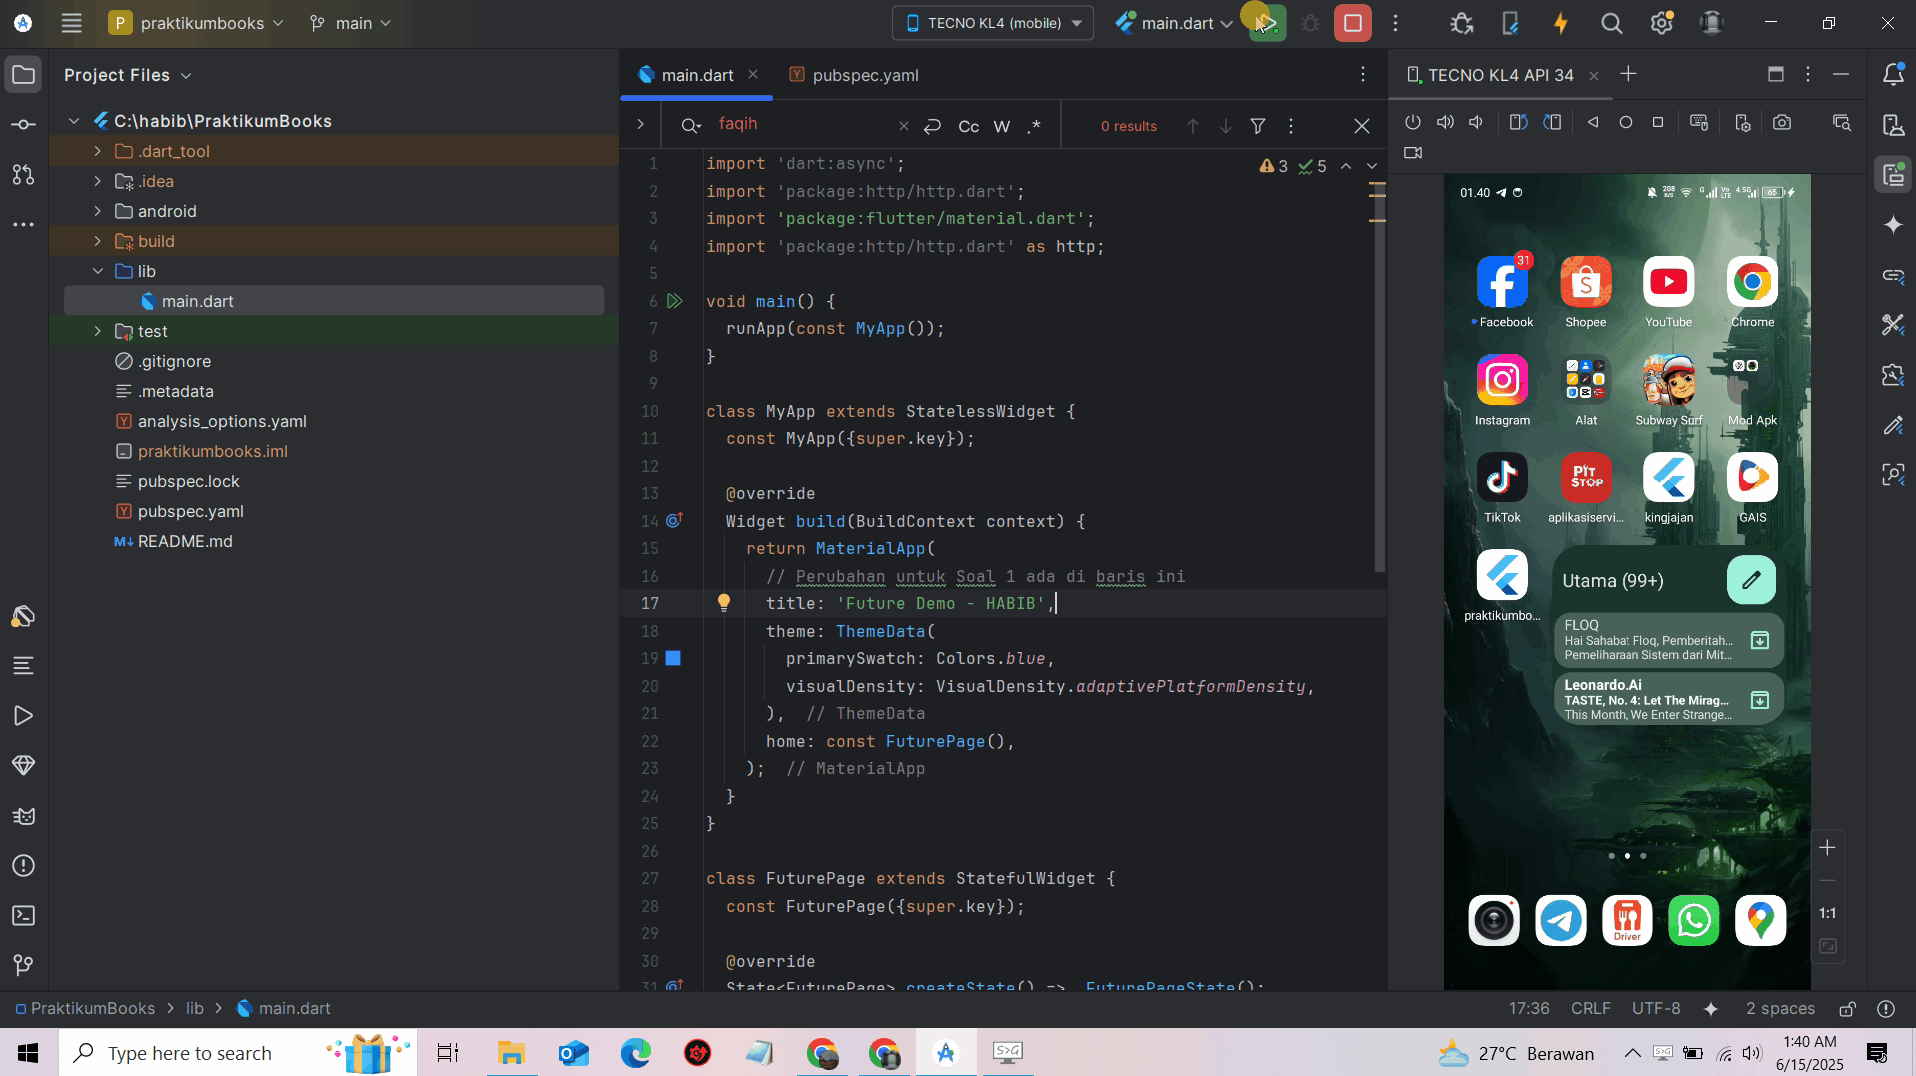 P praktikumbooks
main
TECNO KL4 (mobile)
main.dart
Project Files
main.dart
pubspec.yaml
TECNO KL4 API 34
C:\habib\PraktikumBooks
.dart_tool
.idea
android
build
lib
main.dart
test
.gitignore
.metadata
analysis_options.yaml
praktikumbooks.iml
pubspec.lock
pubspec.yaml
M↓ README.md
faqih
Cc W .*
0 results
3 5
1 import 'dart:async';
2 import 'package:http/http.dart';
3 import 'package:flutter/material.dart';
4 import 'package:http/http.dart' as http;
5
6 void main() {
7 runApp(const MyApp());
8 }
9
10 class MyApp extends StatelessWidget {
11 const MyApp({super.key});
12
13 @override
14 Widget build(BuildContext context) {
15 return MaterialApp(
16 // Perubahan untuk Soal 1 ada di baris ini
17 title: 'Future Demo - HABIB',
18 theme: ThemeData(
19 primarySwatch: Colors.blue,
20 visualDensity: VisualDensity.adaptivePlatformDensity,
21 ), // ThemeData
22 home: const FuturePage(),
23 ); // MaterialApp
24 }
25 }
26
27 class FuturePage extends StatefulWidget {
28 const FuturePage({super.key});
29
30 @override
31 State<FuturePage> createState() => _FuturePageState();
01.40
208 B/S
Vo LTE
4.5G
65
31
Facebook Shopee YouTube Chrome
Instagram Alat Subway Surf Mod Apk
PIT STOP
TikTok aplikasiservi... kingjajan GAIS
praktikumbo...
Utama (99+)
FLOQ
Hai Sahabat Floq, Pemberitah...
Pemeliharaan Sistem dari Mit...
Leonardo.Ai
TASTE, No. 4: Let The Mirag...
This Month, We Enter Strange...
Driver
1:1
PraktikumBooks > lib > main.dart
17:36 CRLF UTF-8 2 spaces
Type here to search
S>G
27°C Berawan
1:40 AM
6/15/2025